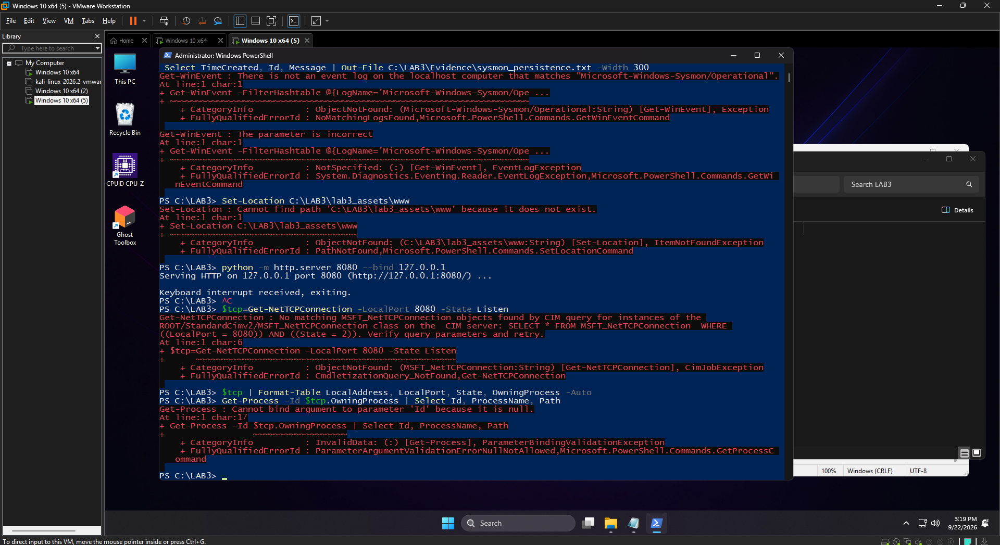 Windows 10 x64 (5) - VMware Workstation
File Edit View VM Tabs Help
Library
Type here to search
My Computer
Windows 10 x64
kali-linux-2026.2-vmwar
Windows 10 x64 (2)
Windows 10 x64 (5)
Home
Windows 10 x64
Windows 10 x64 (5)
This PC
Recycle Bin
CPUID CPU-Z
Ghost
Toolbox
Administrator: Windows PowerShell
Select TimeCreated, Id, Message | Out-File C:\LAB3\Evidence\sysmon_persistence.txt -Width 300
Get-WinEvent : There is not an event log on the localhost computer that matches "Microsoft-Windows-Sysmon/Operational".
At line:1 char:1
+ Get-WinEvent -FilterHashtable @{LogName='Microsoft-Windows-Sysmon/Ope ...
+ ~~~~~~~~~~~~~~~~~~~~~~~~~~~~~~~~~~~~~~~~~~~~~~~~~~~~~~~~~~~~~~~~~~~~~
+ CategoryInfo : ObjectNotFound: (Microsoft-Windows-Sysmon/Operational:String) [Get-WinEvent], Exception
+ FullyQualifiedErrorId : NoMatchingLogsFound,Microsoft.PowerShell.Commands.GetWinEventCommand
Get-WinEvent : The parameter is incorrect
At line:1 char:1
+ Get-WinEvent -FilterHashtable @{LogName='Microsoft-Windows-Sysmon/Ope ...
+ ~~~~~~~~~~~~~~~~~~~~~~~~~~~~~~~~~~~~~~~~~~~~~~~~~~~~~~~~~~~~~~~~~~~~~
+ CategoryInfo : NotSpecified: (:) [Get-WinEvent], EventLogException
+ FullyQualifiedErrorId : System.Diagnostics.Eventing.Reader.EventLogException,Microsoft.PowerShell.Commands.GetWi
nEventCommand
PS C:\LAB3> Set-Location C:\LAB3\lab3_assets\www
Set-Location : Cannot find path 'C:\LAB3\lab3_assets\www' because it does not exist.
At line:1 char:1
+ Set-Location C:\LAB3\lab3_assets\www
+ ~~~~~~~~~~~~~~~~~~~~~~~~~~~~~~~~~~~~
+ CategoryInfo : ObjectNotFound: (C:\LAB3\lab3_assets\www:String) [Set-Location], ItemNotFoundException
+ FullyQualifiedErrorId : PathNotFound,Microsoft.PowerShell.Commands.SetLocationCommand
PS C:\LAB3> python -m http.server 8080 --bind 127.0.0.1
Serving HTTP on 127.0.0.1 port 8080 (http://127.0.0.1:8080/) ...
Keyboard interrupt received, exiting.
PS C:\LAB3> ^C
PS C:\LAB3> $tcp=Get-NetTCPConnection -LocalPort 8080 -State Listen
Get-NetTCPConnection : No matching MSFT_NetTCPConnection objects found by CIM query for instances of the
ROOT/StandardCimv2/MSFT_NetTCPConnection class on the  CIM server: SELECT * FROM MSFT_NetTCPConnection  WHERE
((LocalPort = 8080)) AND ((State = 2)). Verify query parameters and retry.
At line:1 char:6
+ $tcp=Get-NetTCPConnection -LocalPort 8080 -State Listen
+ ~~~~~~~~~~~~~~~~~~~~~~~~~~~~~~~~~~~~~~~~~~~~~~~~~~
+ CategoryInfo : ObjectNotFound: (MSFT_NetTCPConnection:String) [Get-NetTCPConnection], CimJobException
+ FullyQualifiedErrorId : CmdletizationQuery_NotFound,Get-NetTCPConnection
PS C:\LAB3> $tcp | Format-Table LocalAddress, LocalPort, State, OwningProcess -Auto
PS C:\LAB3> Get-Process -Id $tcp.OwningProcess | Select Id, ProcessName, Path
Get-Process : Cannot bind argument to parameter 'Id' because it is null.
At line:1 char:17
+ Get-Process -Id $tcp.OwningProcess | Select Id, ProcessName, Path
+ ~~~~~~~~~~~~~~~~~~
+ CategoryInfo : InvalidData: (:) [Get-Process], ParameterBindingValidationException
+ FullyQualifiedErrorId : ParameterArgumentValidationErrorNullNotAllowed,Microsoft.PowerShell.Commands.GetProcessC
ommand
PS C:\LAB3>
Search LAB3
Details
100% Windows (CRLF) UTF-8
Search
3:19 PM
9/22/2026
To direct input to this VM, move the mouse pointer inside or press Ctrl+G.